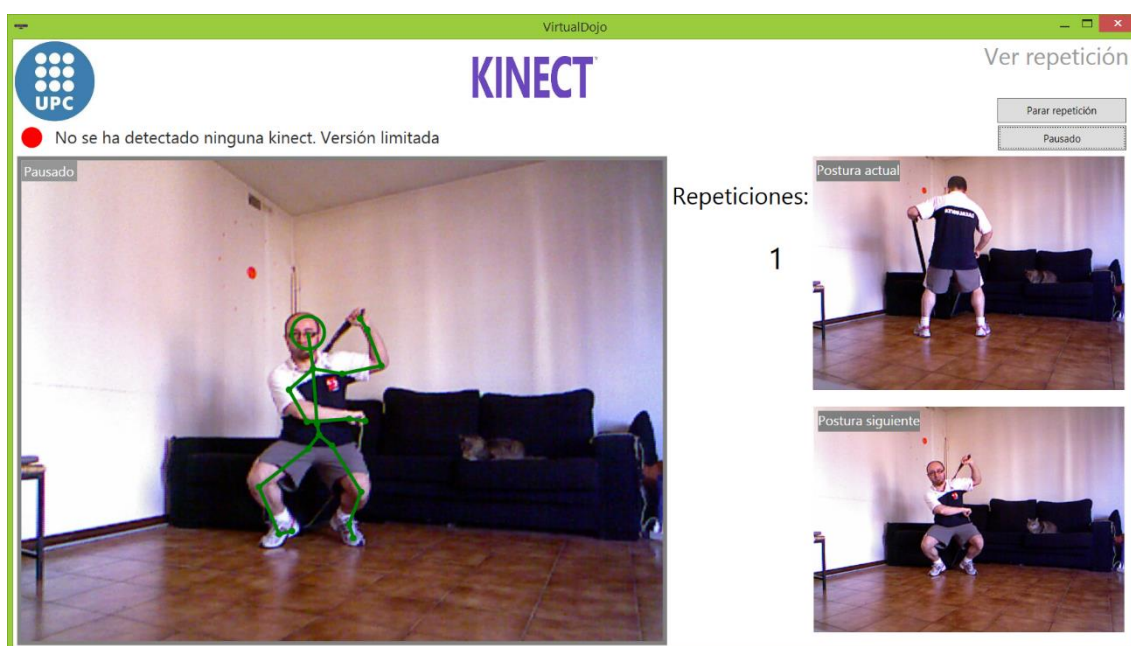 VirtualDojo
UPC
KINECT
Ver repetición
Parar repetición
Pausado
No se ha detectado ninguna kinect. Versión limitada
Pausado
Repeticiones:
1
Postura actual
Postura siguiente